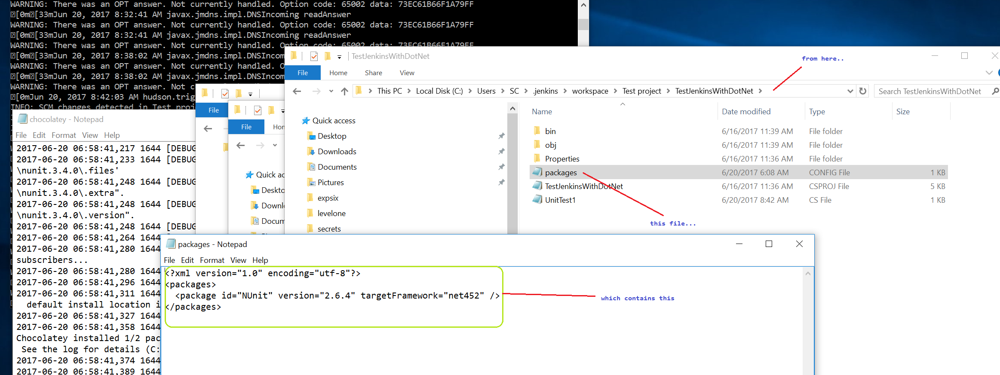 WARNING: There was an OPT answer. Not currently handled. Option code: 65002 data: 73EC61B66F1A79FF
[0m[33mJun 20, 2017 8:32:41 AM javax.jmdns.impl.DNSIncoming readAnswer
WARNING: There was an OPT answer. Not currently handled. Option code: 65002 data: 73EC61B66F1A79FF
[0m[33mJun 20, 2017 8:32:41 AM javax.jmdns.impl.DNSIncoming readAnswer
WARNING: There was an OPT answer. Not currently handled. Option code: 65002 data: 73EC61B66F1A79FF
[0m[33mJun 20, 2017 8:38:02 AM javax.jmdns.impl.DNSIncom
WARNING: There was an OPT answer. Not currently handled. O
[0m[33mJun 20, 2017 8:38:02 AM javax.jmdns.impl.DNSIncom
WARNING: There was an OPT answer. Not c
[0mJun 20, 2017 8:42:03 AM hudson.trig
INFO: SCM changes detected in Test proj
TestJenkinsWithDotNet
from here..
File Home Share View
This PC > Local Disk (C:) > Users > SC > .jenkins > workspace > Test project > TestJenkinsWithDotNet >
Search TestJenkinsWithDotNet
Name Date modified Type Size
bin 6/16/2017 11:39 AM File folder
obj 6/16/2017 11:39 AM File folder
Properties 6/16/2017 11:36 AM File folder
packages 6/20/2017 6:08 AM CONFIG File 1 KB
TestJenkinsWithDotNet 6/16/2017 11:36 AM CSPROJ File 5 KB
UnitTest1 6/20/2017 8:42 AM CS File 1 KB
this file...
Quick access
Desktop
Downloads
Documents
Pictures
expsix
levelone
secrets
File
File Hom
Quick ac
Deskto
Downl
Docum
chocolatey - Notepad
File Edit Format View Help
2017-06-20 06:58:41,217 1644 [DEBUG
2017-06-20 06:58:41,233 1644 [DEBUG
\nunit.3.4.0\.files'
2017-06-20 06:58:41,248 1644 [DEBUG
\nunit.3.4.0\.extra".
2017-06-20 06:58:41,248 1644 [DEBUG
\nunit.3.4.0\.version".
2017-06-20 06:58:41,248 1644 [DEBUG
2017-06-20 06:58:41,264 1644
2017-06-20 06:58:41,280 1644
subscribers...
2017-06-20 06:58:41,280 1644
2017-06-20 06:58:41,296 1644
2017-06-20 06:58:41,311 1644
default install location i
2017-06-20 06:58:41,327 1644
2017-06-20 06:58:41,358 1644
Chocolatey installed 1/2 pac
See the log for details (C:
2017-06-20 06:58:41,374 1644
2017-06-20 06:58:41,389 1644
packages - Notepad
File Edit Format View Help
<?xml version="1.0" encoding="utf-8"?>
<packages>
<package id="NUnit" version="2.6.4" targetFramework="net452" />
</packages>
which contains this